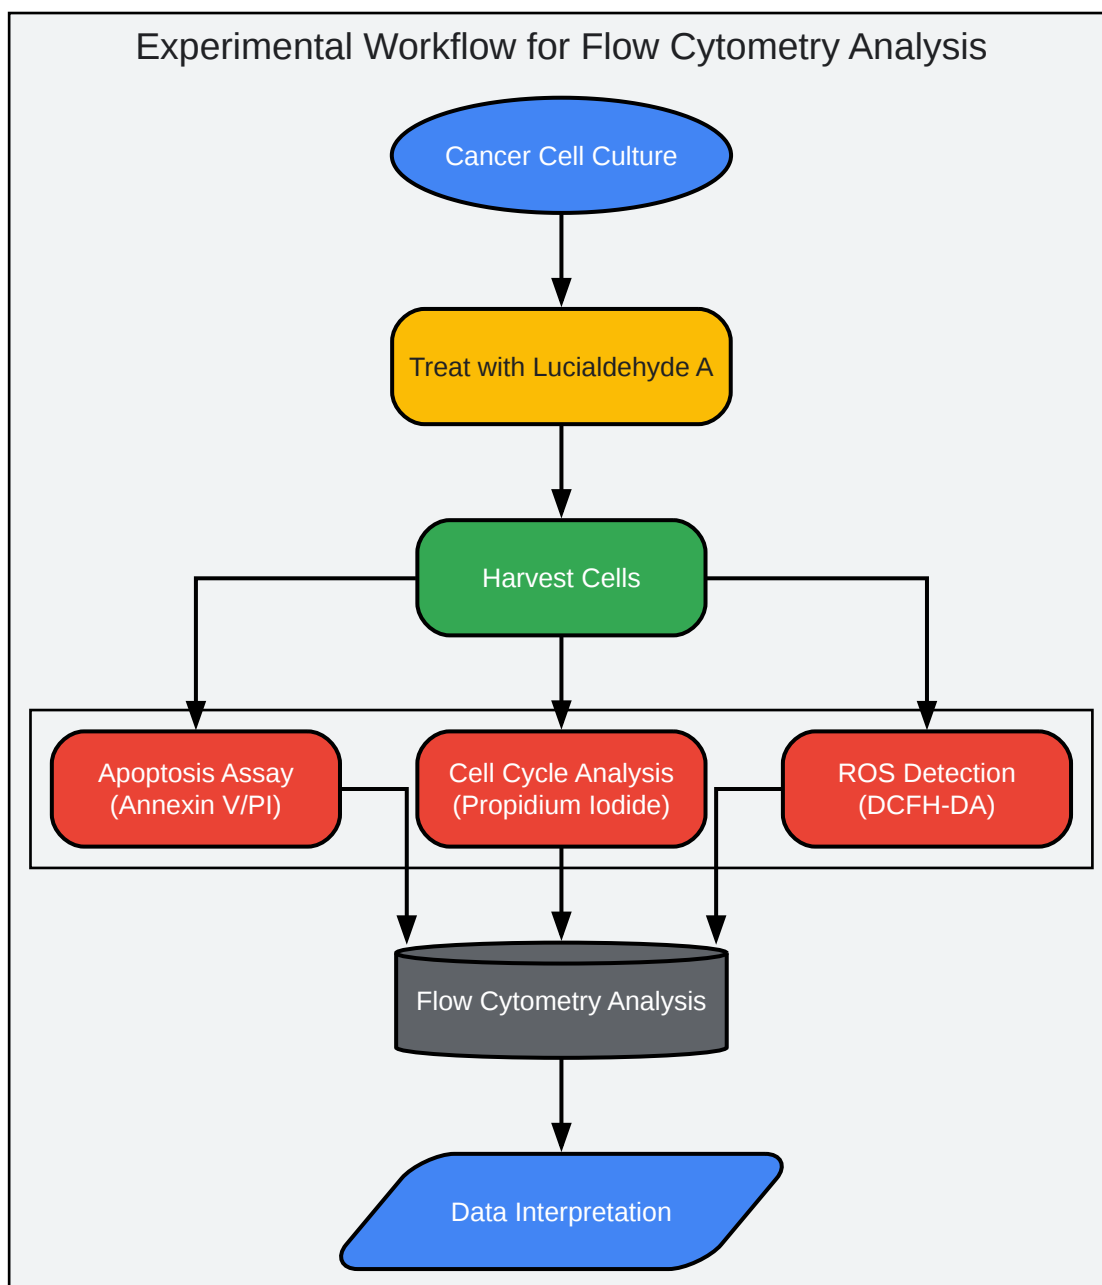 Experimental Workflow for Flow Cytometry Analysis
Cancer Cell Culture
Treat with Lucialdehyde A
Harvest Cells
Apoptosis Assay
(Annexin V/PI)
Cell Cycle Analysis
(Propidium Iodide)
ROS Detection
(DCFH-DA)
Flow Cytometry Analysis
Data Interpretation